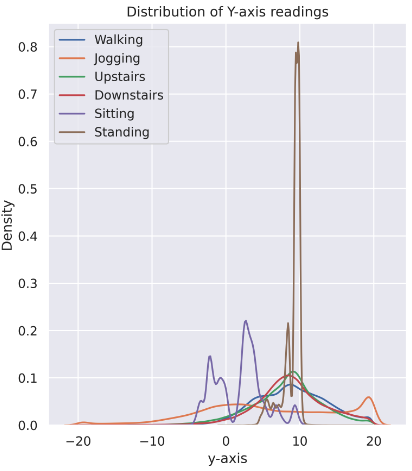 Distribution of Y-axis readings
Walking
Jogging
Upstairs
Downstairs
Sitting
Standing
Density
0.8
0.7
0.6
0.5
0.4
0.3
0.2
0.1
0.0
−20 −10 0 10 20
y-axis